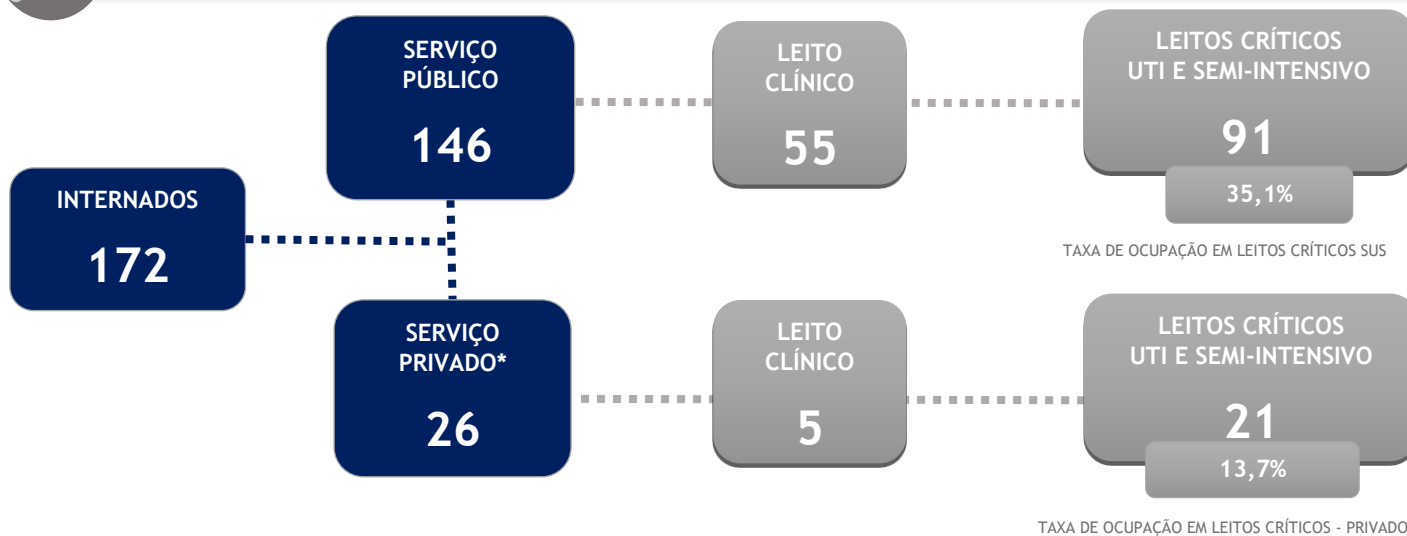 INTERNADOS
172
SERVIÇO
PÚBLICO
146
LEITO
CLÍNICO
55
LEITOS CRÍTICOS
UTI E SEMI-INTENSIVO
91
35,1%
TAXA DE OCUPAÇÃO EM LEITOS CRÍTICOS SUS
SERVIÇO
PRIVADO*
26
LEITO
CLÍNICO
5
LEITOS CRÍTICOS
UTI E SEMI-INTENSIVO
21
13,7%
TAXA DE OCUPAÇÃO EM LEITOS CRÍTICOS - PRIVADO